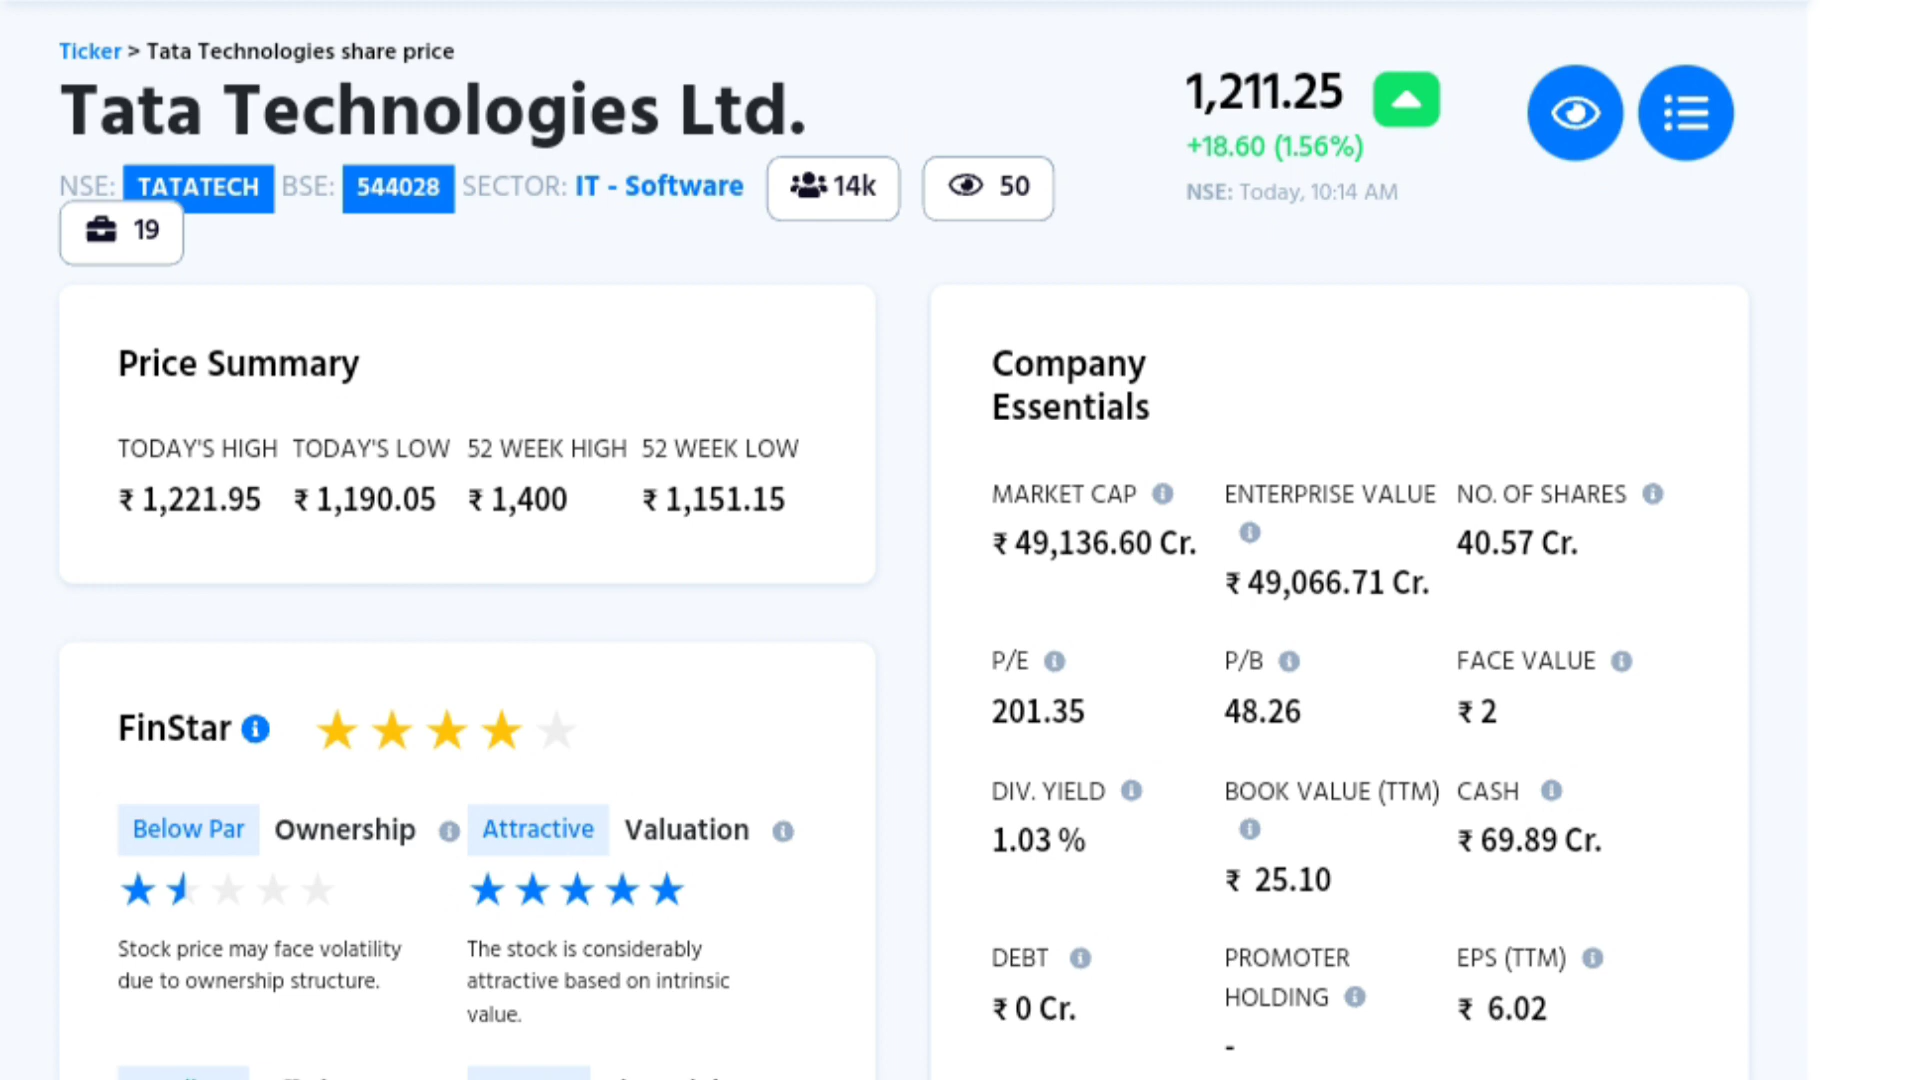 Ticker > Tata Technologies share price
Tata Technologies Ltd.
NSE: TATATECH BSE: 544028 SECTOR: IT - Software 14k 50
19
1,211.25
+18.60 (1.56%)
NSE: Today, 10:14 AM
Price Summary
TODAY'S HIGH TODAY'S LOW 52 WEEK HIGH 52 WEEK LOW
₹ 1,221.95 ₹ 1,190.05 ₹ 1,400 ₹ 1,151.15
FinStar
Below Par Ownership Attractive Valuation
Stock price may face volatility
due to ownership structure.
The stock is considerably
attractive based on intrinsic
value.
Company
Essentials
MARKET CAP ENTERPRISE VALUE NO. OF SHARES
₹ 49,136.60 Cr. ₹ 49,066.71 Cr. 40.57 Cr.
P/E P/B FACE VALUE
201.35 48.26 ₹ 2
DIV. YIELD BOOK VALUE (TTM) CASH
1.03 % ₹ 25.10 ₹ 69.89 Cr.
DEBT PROMOTER HOLDING EPS (TTM)
₹ 0 Cr. - ₹ 6.02